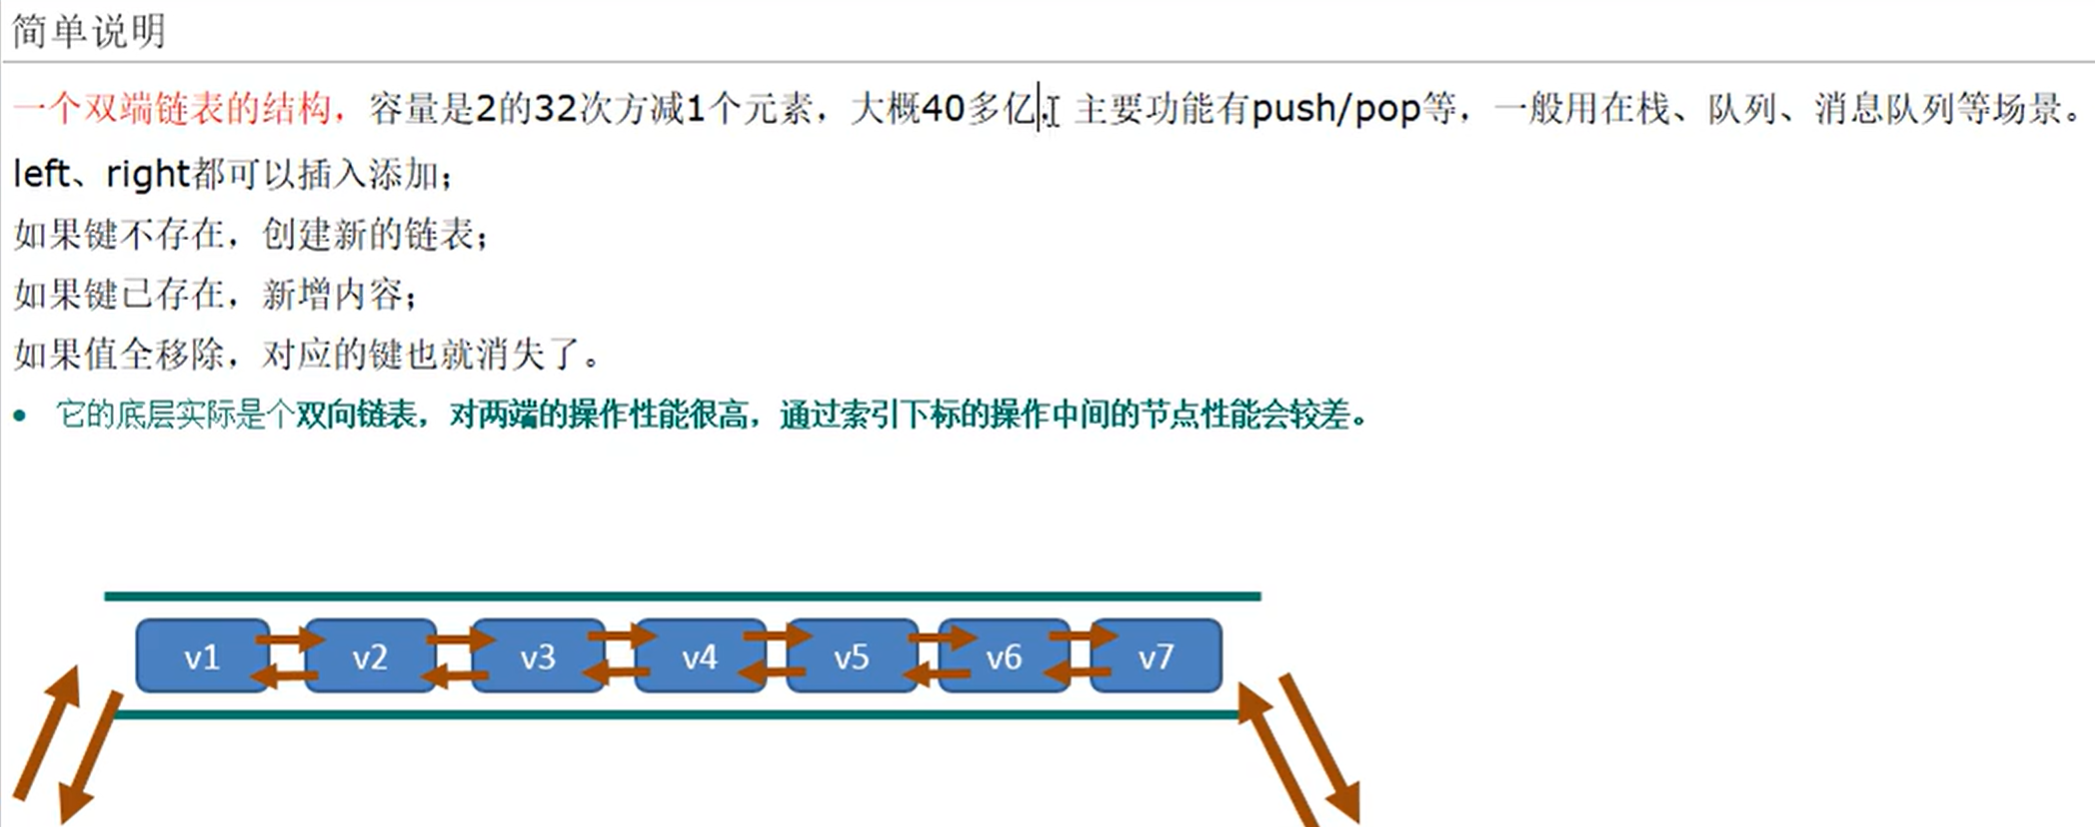 简单说明
一个双端链表的结构，容量是2的32次方减1个元素，大概40多亿，主要功能有push/pop等，一般用在栈、队列、消息队列等场景。
left、right都可以插入添加；
如果键不存在，创建新的链表；
如果键已存在，新增内容；
如果值全移除，对应的键也就消失了。
• 它的底层实际是个双向链表，对两端的操作性能很高，通过索引下标的操作中间的节点性能会较差。
v1 v2 v3 v4 v5 v6 v7